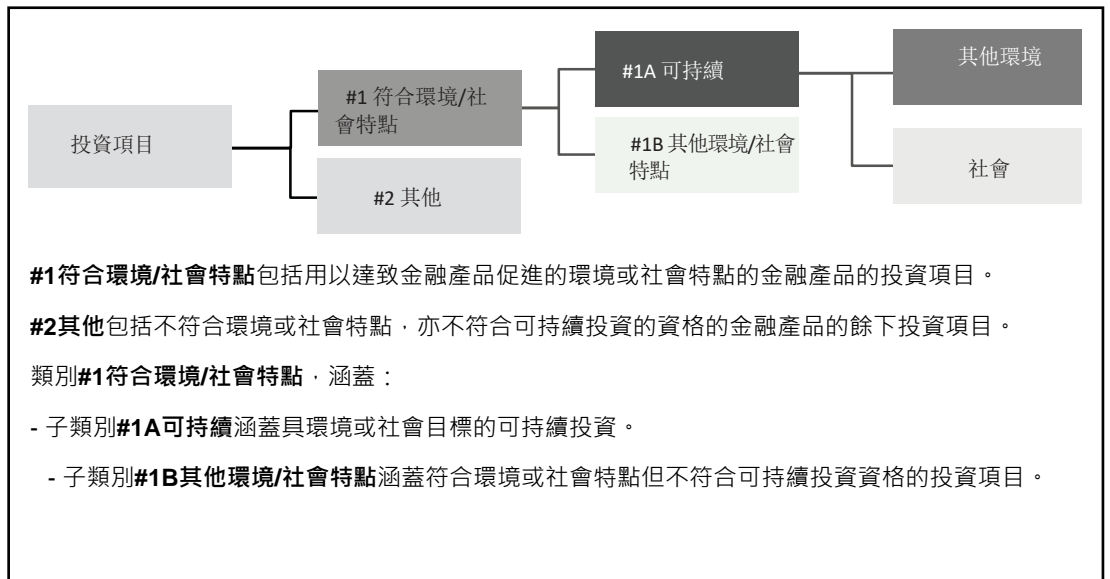 投資項目
#1 符合環境/社
會特點
#2 其他
#1A 可持續
#1B 其他環境/社會
特點
其他環境
社會
#1符合環境/社會特點包括用以達致金融產品促進的環境或社會特點的金融產品的投資項目。
#2其他包括不符合環境或社會特點，亦不符合可持續投資的資格的金融產品的餘下投資項目。
類別#1符合環境/社會特點，涵蓋：
- 子類別#1A可持續涵蓋具環境或社會目標的可持續投資。
- 子類別#1B其他環境/社會特點涵蓋符合環境或社會特點但不符合可持續投資資格的投資項目。